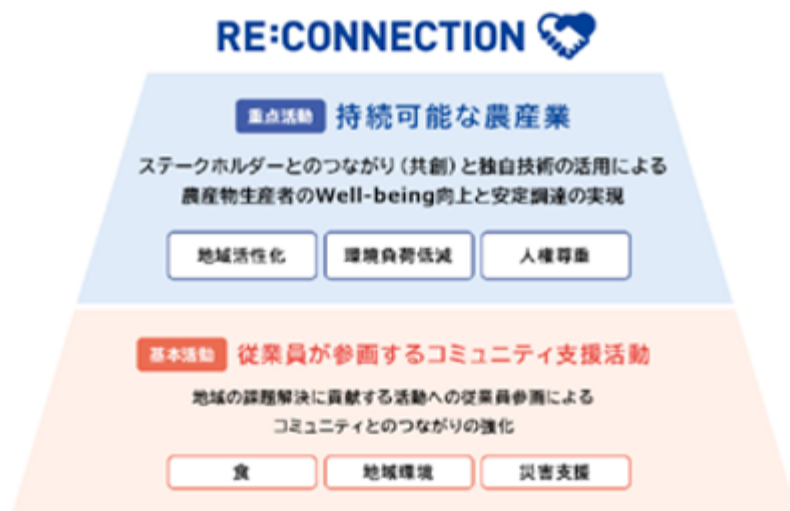 RE:CONNECTION
重点活動 持続可能な農産業
ステークホルダーとのつながり(共創)と独自技術の活用による
農産物生産者のWell-being向上と安定調達の実現
地域活性化 環境負荷低減 人権尊重
基本活動 従業員が参画するコミュニティ支援活動
地域の課題解決に貢献する活動への従業員参画による
コミュニティとのつながりの強化
食 地域環境 災害支援